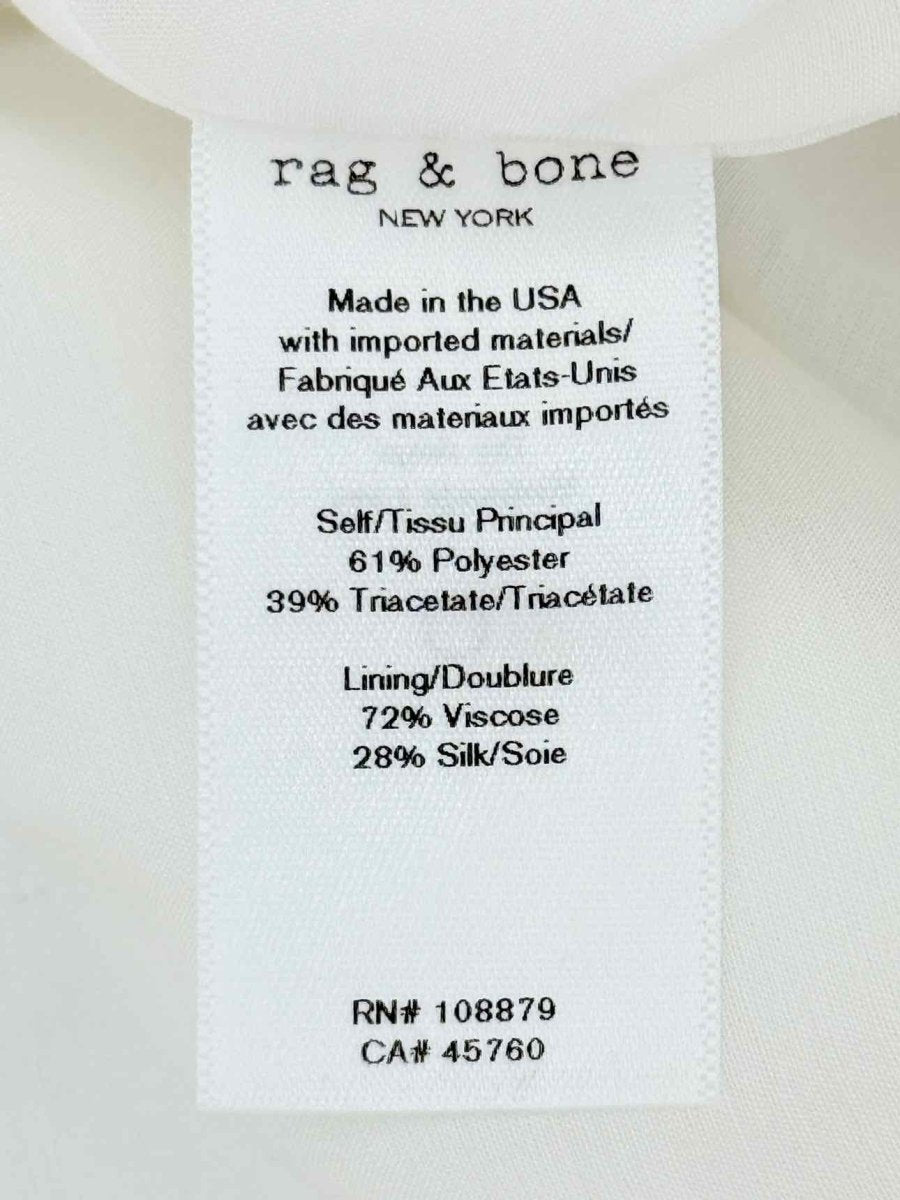 rag & bone
NEW YORK
Made in the USA
with imported materials/
Fabriqué Aux Etats-Unis
avec des materiaux importés
Self/Tissu Principal
61% Polyester
39% Triacetate/Triacétate
Lining/Doublure
72% Viscose
28% Silk/Soie
RN# 108879
CA# 45760